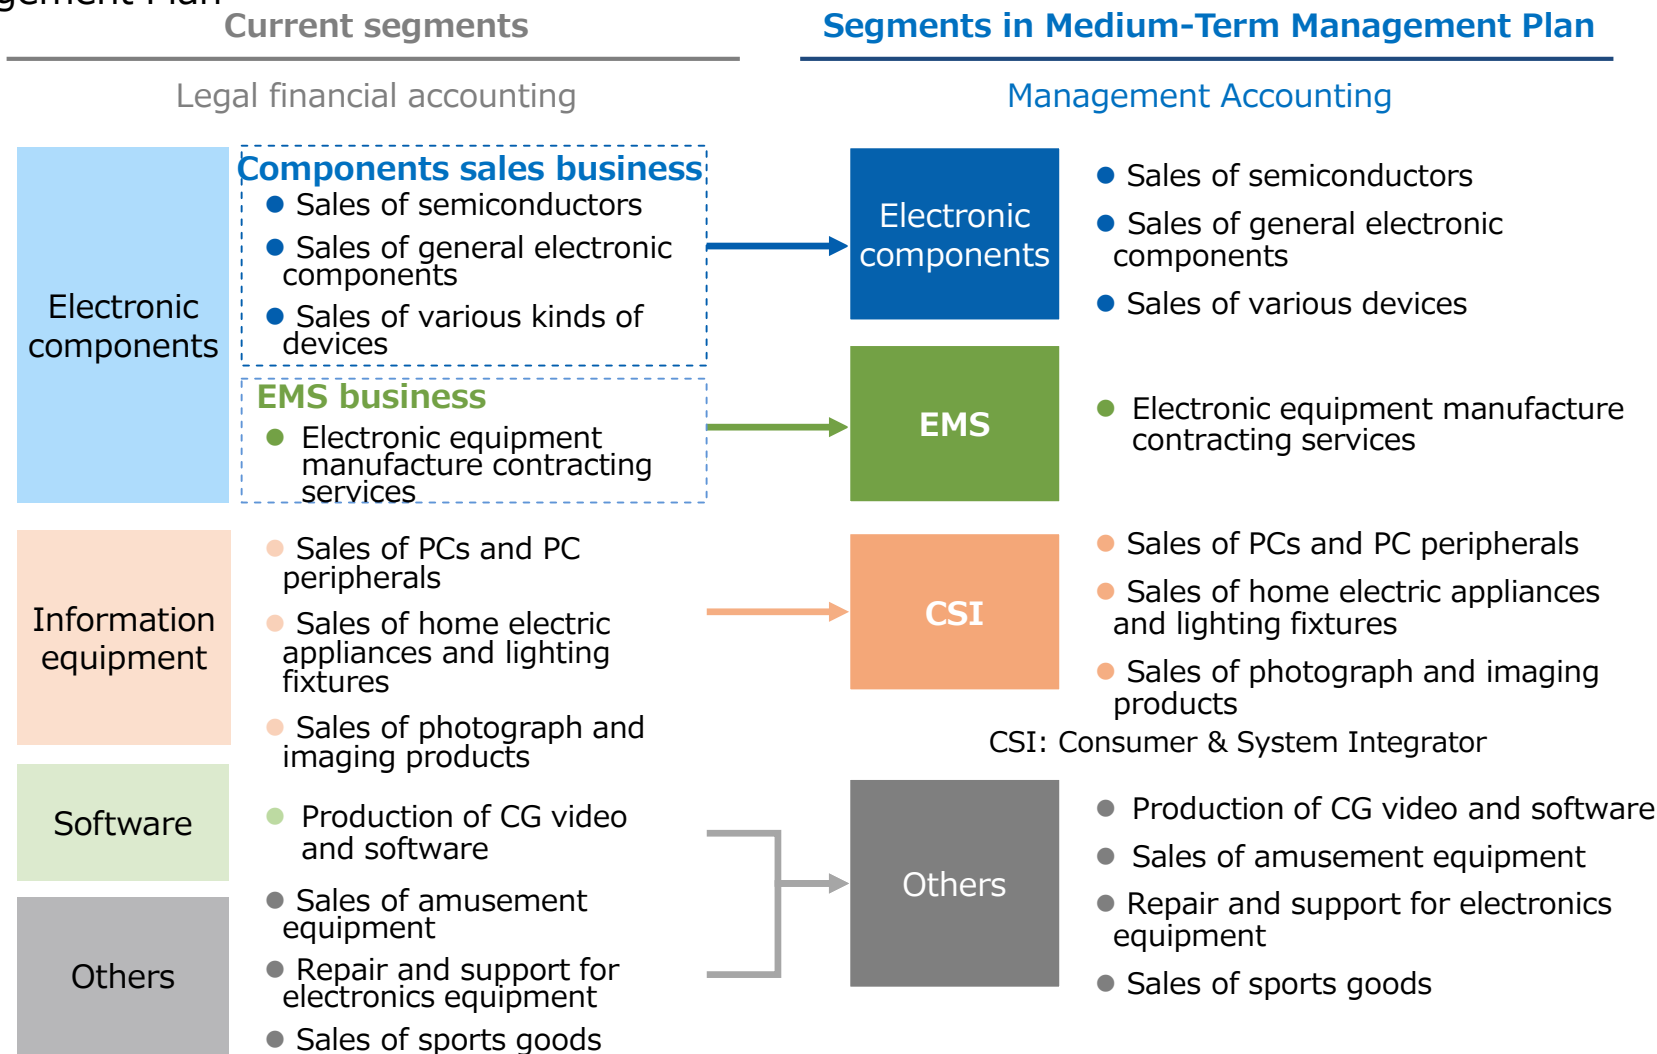 gement Plan
Current segments
Legal financial accounting
Electronic
components
Components sales business
● Sales of semiconductors
● Sales of general electronic
components
● Sales of various kinds of
devices
EMS business
● Electronic equipment
manufacture contracting
services
Information
equipment
● Sales of PCs and PC
peripherals
● Sales of home electric
appliances and lighting
fixtures
● Sales of photograph and
imaging products
Software
● Production of CG video
and software
Others
● Sales of amusement
equipment
● Repair and support for
electronics equipment
● Sales of sports goods
Segments in Medium-Term Management Plan
Management Accounting
Electronic
components
● Sales of semiconductors
● Sales of general electronic
components
● Sales of various devices
EMS
● Electronic equipment manufacture
contracting services
CSI
● Sales of PCs and PC peripherals
● Sales of home electric appliances
and lighting fixtures
● Sales of photograph and imaging
products
CSI: Consumer & System Integrator
Others
● Production of CG video and software
● Sales of amusement equipment
● Repair and support for electronics
equipment
● Sales of sports goods